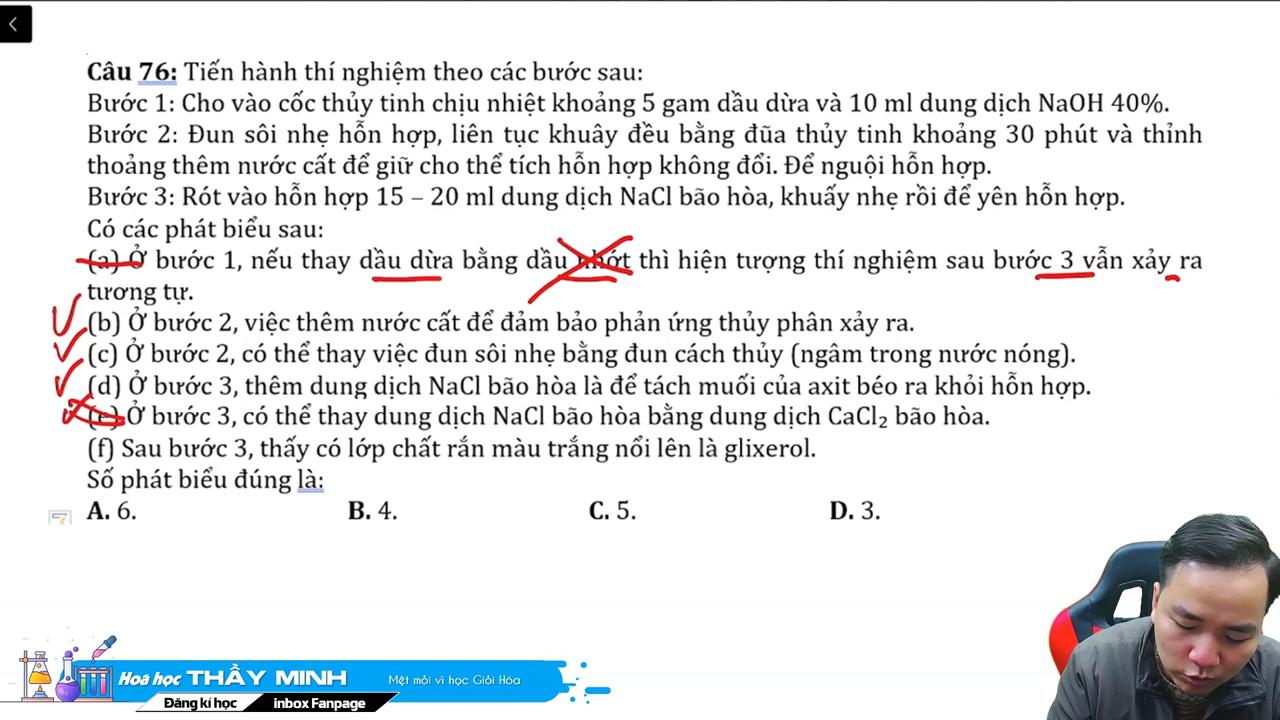 Câu 76: Tiến hành thí nghiệm theo các bước sau:
Bước 1: Cho vào cốc thủy tinh chịu nhiệt khoảng 5 gam dầu dừa và 10 ml dung dịch NaOH 40%.
Bước 2: Đun sôi nhẹ hỗn hợp, liên tục khuây đều bằng đũa thủy tinh khoảng 30 phút và thỉnh
thoảng thêm nước cất để giữ cho thể tích hỗn hợp không đổi. Để nguội hỗn hợp.
Bước 3: Rót vào hỗn hợp 15 – 20 ml dung dịch NaCl bão hòa, khuấy nhẹ rồi để yên hỗn hợp.
Có các phát biểu sau:
(a) Ở bước 1, nếu thay dầu dừa bằng dầu nhớt thì hiện tượng thí nghiệm sau bước 3 vẫn xảy ra
tương tự.
(b) Ở bước 2, việc thêm nước cất để đảm bảo phản ứng thủy phân xảy ra.
(c) Ở bước 2, có thể thay việc đun sôi nhẹ bằng đun cách thủy (ngâm trong nước nóng).
(d) Ở bước 3, thêm dung dịch NaCl bão hòa là để tách muối của axit béo ra khỏi hỗn hợp.
(e) Ở bước 3, có thể thay dung dịch NaCl bão hòa bằng dung dịch CaCl₂ bão hòa.
(f) Sau bước 3, thấy có lớp chất rắn màu trắng nổi lên là glixerol.
Số phát biểu đúng là:
A. 6. B. 4. C. 5. D. 3.
Hoá học THẦY MINH Mệt mỏi vì học Giỏi Hóa
Đăng kí học inbox Fanpage